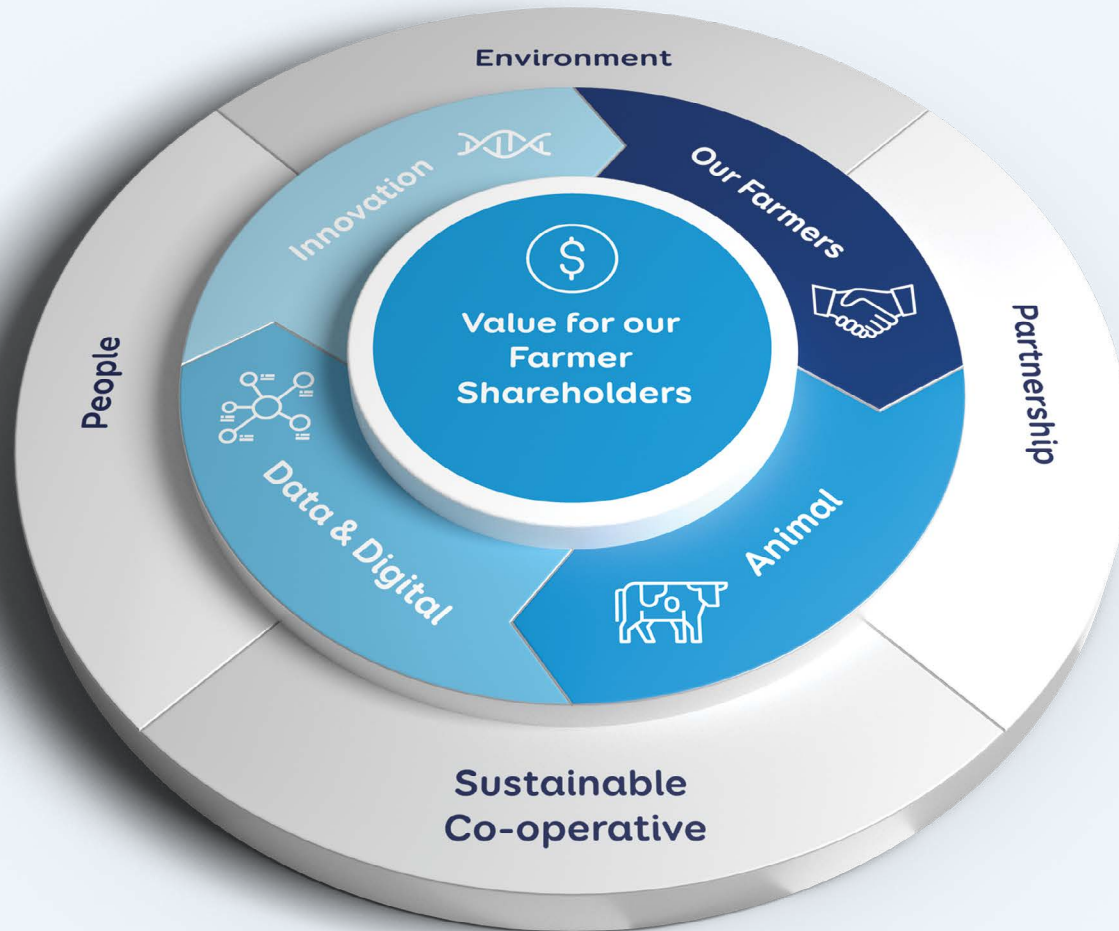 Environment
Innovation
Our Farmers
$
Value for our
Farmer
Shareholders
People
Partnership
Data & Digital
Animal
Sustainable
Co-operative